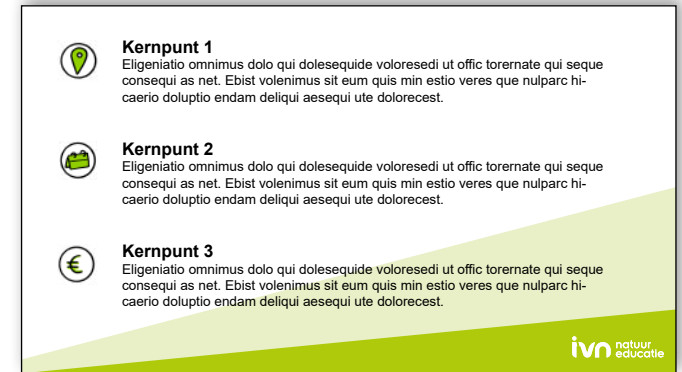 Kernpunt 1
Eligeniatio omnimus dolo qui dolesequide voloresedi ut offic torernate qui seque
consequi as net. Ebist volenimus sit eum quis min estio veres que nulparc hi-
caerio doluptio endam deliqui aesequi ute dolorecest.
Kernpunt 2
Eligeniatio omnimus dolo qui dolesequide voloresedi ut offic torernate qui seque
consequi as net. Ebist volenimus sit eum quis min estio veres que nulparc hi-
caerio doluptio endam deliqui aesequi ute dolorecest.
€
Kernpunt 3
Eligeniatio omnimus dolo qui dolesequide voloresedi ut offic torernate qui seque
consequi as net. Ebist volenimus sit eum quis min estio veres que nulparc hi-
caerio doluptio endam deliqui aesequi ute dolorecest.
ivn natuur
educatie